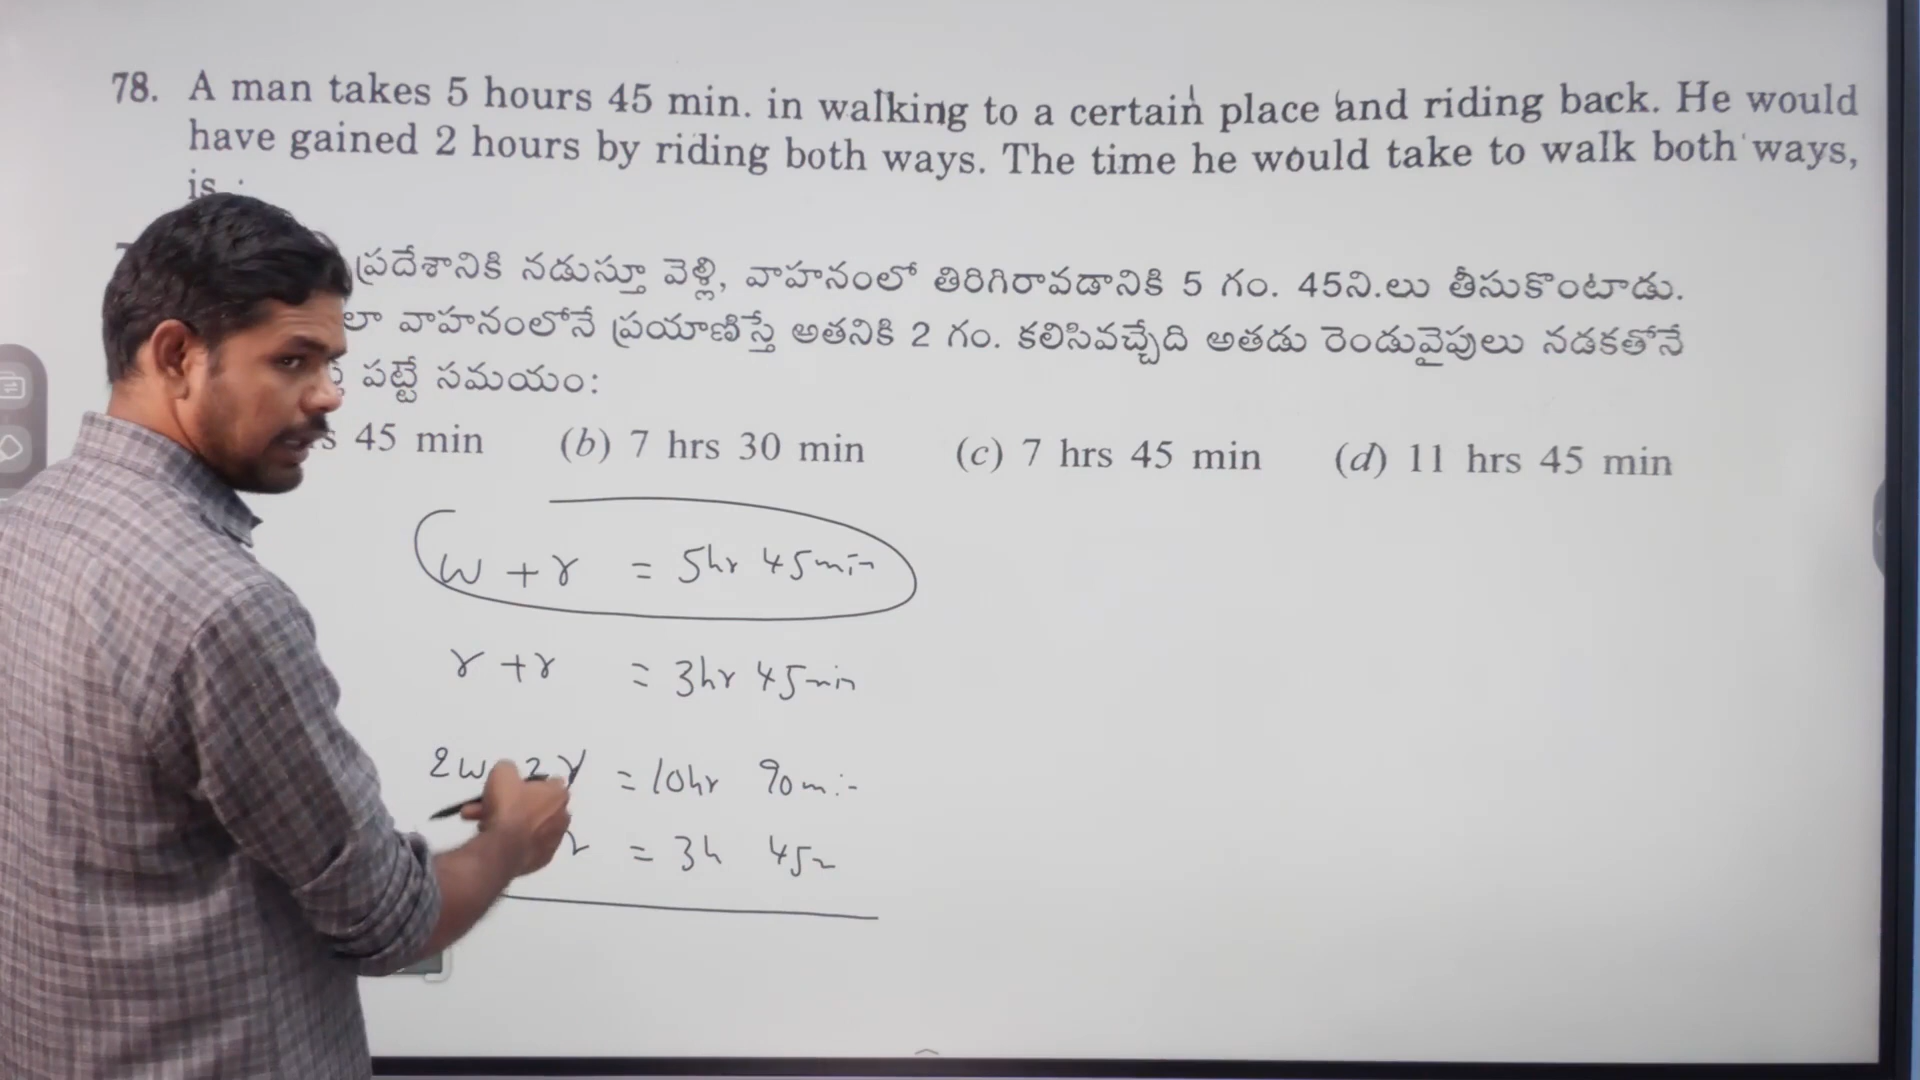 78. A man takes 5 hours 45 min. in walking to a certain place and riding back. He would
have gained 2 hours by riding both ways. The time he would take to walk both ways,
is :
ప్రదేశానికి నడుస్తూ వెళ్లి, వాహనంలో తిరిగిరావడానికి 5 గం. 45ని.లు తీసుకొంటాడు.
లా వాహనంలోనే ప్రయాణిస్తే అతనికి 2 గం. కలిసివచ్చేది అతడు రెండువైపులు నడకతోనే
పట్టే సమయం:
s 45 min (b) 7 hrs 30 min (c) 7 hrs 45 min (d) 11 hrs 45 min
w + r = 5hr 45min
r + r = 3hr 45min
2w 2r = 10hr 90min
= 3h 45